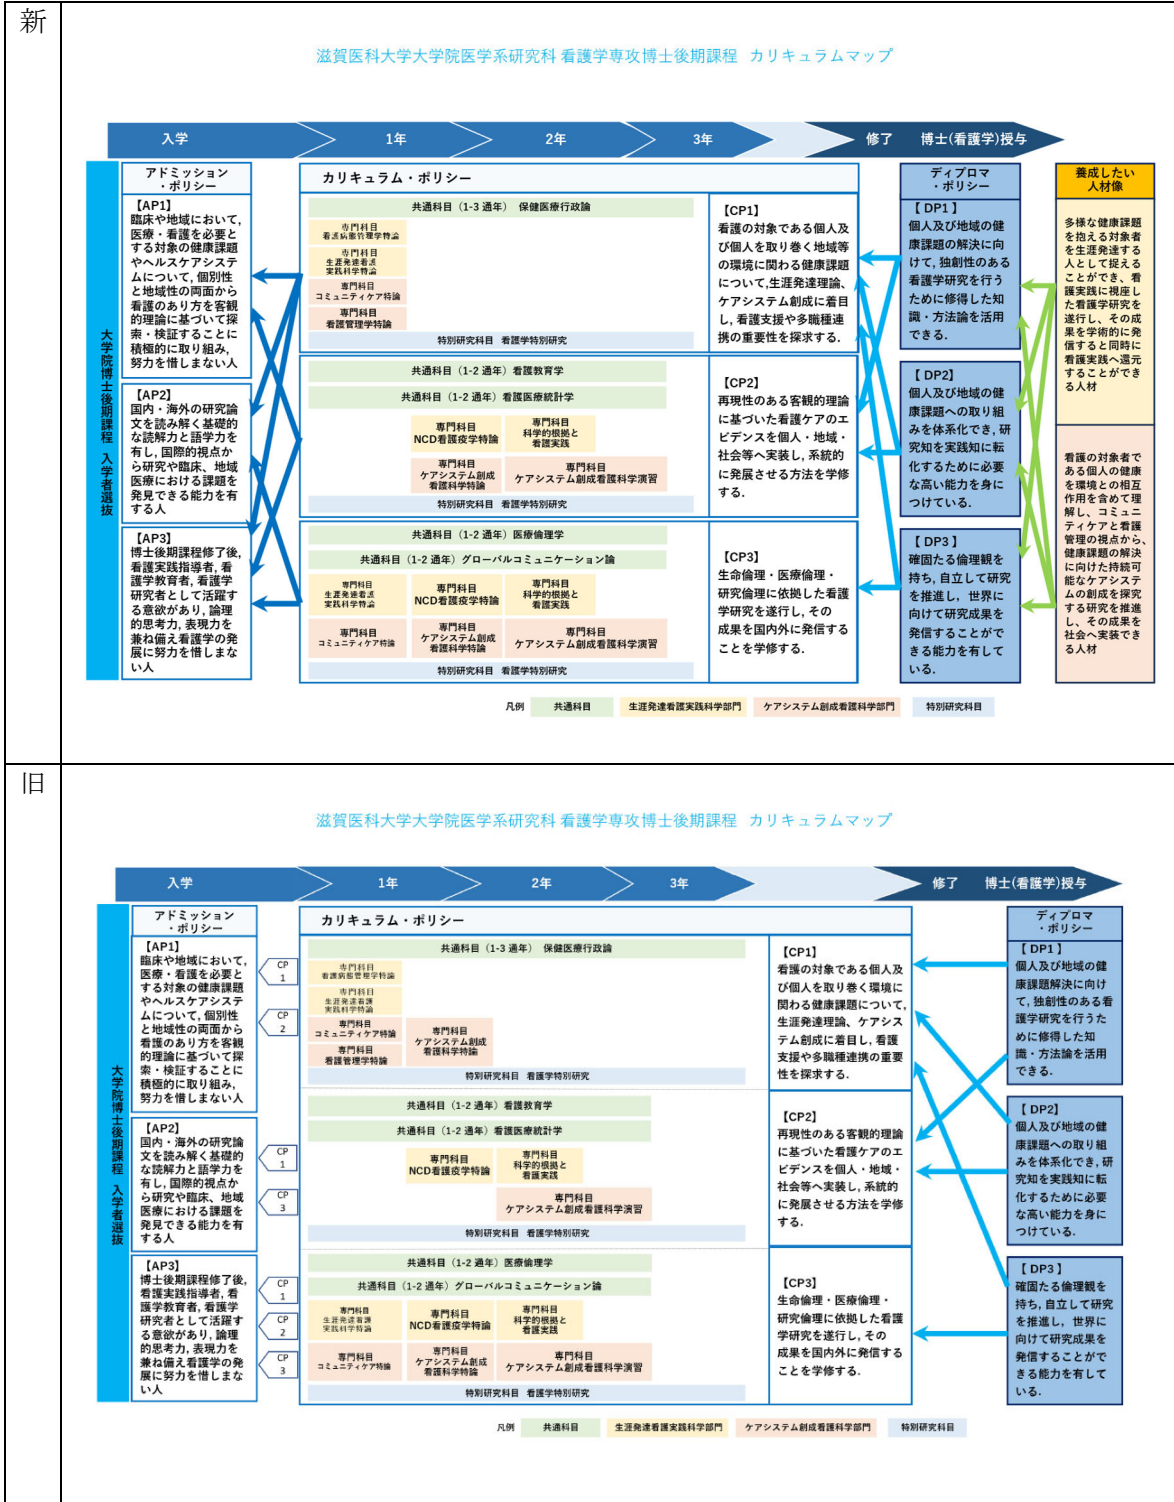 新
滋賀医科大学大学院医学系研究科 看護学専攻博士後期課程 カリキュラムマップ
入学
1年
2年
3年
修了 博士(看護学)授与
大学院博士後期課程 入学者選抜
アドミッション
・ポリシー
【AP1】
臨床や地域において,
医療・看護を必要と
する対象の健康課題
やヘルスケアシステ
ムについて, 個別性
と地域性の両面から
看護のあり方を客観
的理論に基づいて探
索・検証することに
積極的に取り組み,
努力を惜しまない人
【AP2】
国内・海外の研究論
文を読み解く基礎的
な読解力と語学力を
有し, 国際的視点か
ら研究や臨床、地域
医療における課題を
発見できる能力を有
する人
【AP3】
博士後期課程修了後,
看護実践指導者, 看
護学教育者, 看護学
研究者として活躍す
る意欲があり, 論理
的思考力, 表現力を
兼ね備え看護学の発
展に努力を惜しまな
い人
カリキュラム・ポリシー
共通科目 (1-3 通年) 保健医療行政論
専門科目
看護病態管理学特論
専門科目
生涯発達看護
実践科学特論
専門科目
コミュニティケア特論
専門科目
看護管理学特論
特別研究科目 看護学特別研究
【CP1】
看護の対象である個人及
び個人を取り巻く地域等
の環境に関わる健康課題
について,生涯発達理論、
ケアシステム創成に着目
し, 看護支援や多職種連
携の重要性を探求する.
共通科目 (1-2 通年) 看護教育学
共通科目 (1-2 通年) 看護医療統計学
専門科目
NCD看護疫学特論
専門科目
科学的根拠と
看護実践
専門科目
ケアシステム創成
看護科学特論
専門科目
ケアシステム創成看護科学演習
特別研究科目 看護学特別研究
【CP2】
再現性のある客観的理論
に基づいた看護ケアのエ
ビデンスを個人・地域・
社会等へ実装し, 系統的
に発展させる方法を学修
する.
共通科目 (1-2 通年) 医療倫理学
共通科目 (1-2 通年) グローバルコミュニケーション論
専門科目
生涯発達看護
実践科学特論
専門科目
NCD看護疫学特論
専門科目
科学的根拠と
看護実践
専門科目
コミュニティケア特論
専門科目
ケアシステム創成
看護科学特論
専門科目
ケアシステム創成看護科学演習
特別研究科目 看護学特別研究
【CP3】
生命倫理・医療倫理・
研究倫理に依拠した看護
学研究を遂行し, その
成果を国内外に発信する
ことを学修する.
ディプロマ
・ポリシー
【 DP1 】
個人及び地域の健
康課題の解決に向
けて, 独創性のある
看護学研究を行う
ために修得した知
識・方法論を活用
できる.
【 DP2】
個人及び地域の健
康課題への取り組
みを体系化でき, 研
究知を実践知に転
化するために必要
な高い能力を身に
つけている.
【 DP3 】
確固たる倫理観を
持ち, 自立して研究
を推進し, 世界に
向けて研究成果を
発信することがで
きる能力を有して
いる.
養成したい
人材像
多様な健康課題
を抱える対象者
を生涯発達する
人として捉える
ことができ、看
護実践に視座し
た看護学研究を
遂行し、その成
果を学術的に発
信すると同時に
看護実践へ還元
することができ
る人材
看護の対象者で
ある個人の健康
を環境との相互
作用を含めて理
解し、コミュニ
ティケアと看護
管理の視点から、
健康課題の解決
に向けた持続可
能なケアシステ
ムの創成を探究
する研究を推進
し、その成果を
社会へ実装でき
る人材
凡例
共通科目
生涯発達看護実践科学部門
ケアシステム創成看護科学部門
特別研究科目
旧
滋賀医科大学大学院医学系研究科 看護学専攻博士後期課程 カリキュラムマップ
入学
1年
2年
3年
修了 博士(看護学)授与
大学院博士後期課程 入学者選抜
アドミッション
・ポリシー
【AP1】
臨床や地域において,
医療・看護を必要と
する対象の健康課題
やヘルスケアシステ
ムについて, 個別性
と地域性の両面から
看護のあり方を客観
的理論に基づいて探
索・検証することに
積極的に取り組み,
努力を惜しまない人
CP
1
CP
2
【AP2】
国内・海外の研究論
文を読み解く基礎的
な読解力と語学力を
有し, 国際的視点か
ら研究や臨床、地域
医療における課題を
発見できる能力を有
する人
CP
1
CP
3
【AP3】
博士後期課程修了後,
看護実践指導者, 看
護学教育者, 看護学
研究者として活躍す
る意欲があり, 論理
的思考力, 表現力を
兼ね備え看護学の発
展に努力を惜しまな
い人
CP
1
CP
2
CP
3
カリキュラム・ポリシー
共通科目 (1-3 通年) 保健医療行政論
専門科目
看護病態管理学特論
専門科目
生涯発達看護
実践科学特論
専門科目
コミュニティケア特論
専門科目
ケアシステム創成
看護科学特論
専門科目
看護管理学特論
特別研究科目 看護学特別研究
【CP1】
看護の対象である個人及
び個人を取り巻く環境に
関わる健康課題について,
生涯発達理論、ケアシス
テム創成に着目し, 看護
支援や多職種連携の重要
性を探求する.
共通科目 (1-2 通年) 看護教育学
共通科目 (1-2 通年) 看護医療統計学
専門科目
NCD看護疫学特論
専門科目
科学的根拠と
看護実践
専門科目
ケアシステム創成看護科学演習
特別研究科目 看護学特別研究
【CP2】
再現性のある客観的理論
に基づいた看護ケアのエ
ビデンスを個人・地域・
社会等へ実装し, 系統的
に発展させる方法を学修
する.
共通科目 (1-2 通年) 医療倫理学
共通科目 (1-2 通年) グローバルコミュニケーション論
専門科目
生涯発達看護
実践科学特論
専門科目
NCD看護疫学特論
専門科目
科学的根拠と
看護実践
専門科目
コミュニティケア特論
専門科目
ケアシステム創成
看護科学特論
専門科目
ケアシステム創成看護科学演習
特別研究科目 看護学特別研究
【CP3】
生命倫理・医療倫理・
研究倫理に依拠した看護
学研究を遂行し, その
成果を国内外に発信する
ことを学修する.
ディプロマ
・ポリシー
【 DP1 】
個人及び地域の健
康課題解決に向け
て, 独創性のある看
護学研究を行うた
めに修得した知
識・方法論を活用
できる.
【 DP2】
個人及び地域の健
康課題への取り組
みを体系化でき, 研
究知を実践知に転
化するために必要
な高い能力を身に
つけている.
【 DP3 】
確固たる倫理観を
持ち, 自立して研究
を推進し, 世界に
向けて研究成果を
発信することがで
きる能力を有して
いる.
凡例
共通科目
生涯発達看護実践科学部門
ケアシステム創成看護科学部門
特別研究科目